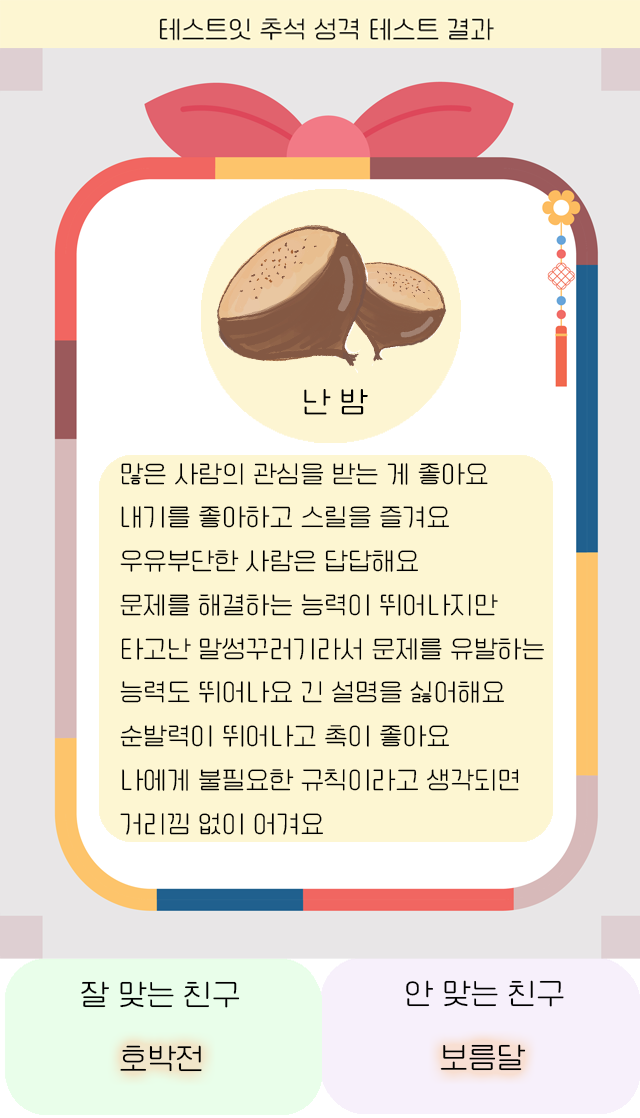 테스트잇 추석 성격 테스트 결과
난 밤
많은 사람의 관심을 받는 게 좋아요
내기를 좋아하고 스릴을 즐겨요
우유부단한 사람은 답답해요
문제를 해결하는 능력이 뛰어나지만
타고난 말썽꾸러기라서 문제를 유발하는
능력도 뛰어나요 긴 설명을 싫어해요
순발력이 뛰어나고 촉이 좋아요
나에게 불필요한 규칙이라고 생각되면
거리낌 없이 어겨요
잘 맞는 친구
안 맞는 친구
호박전
보름달